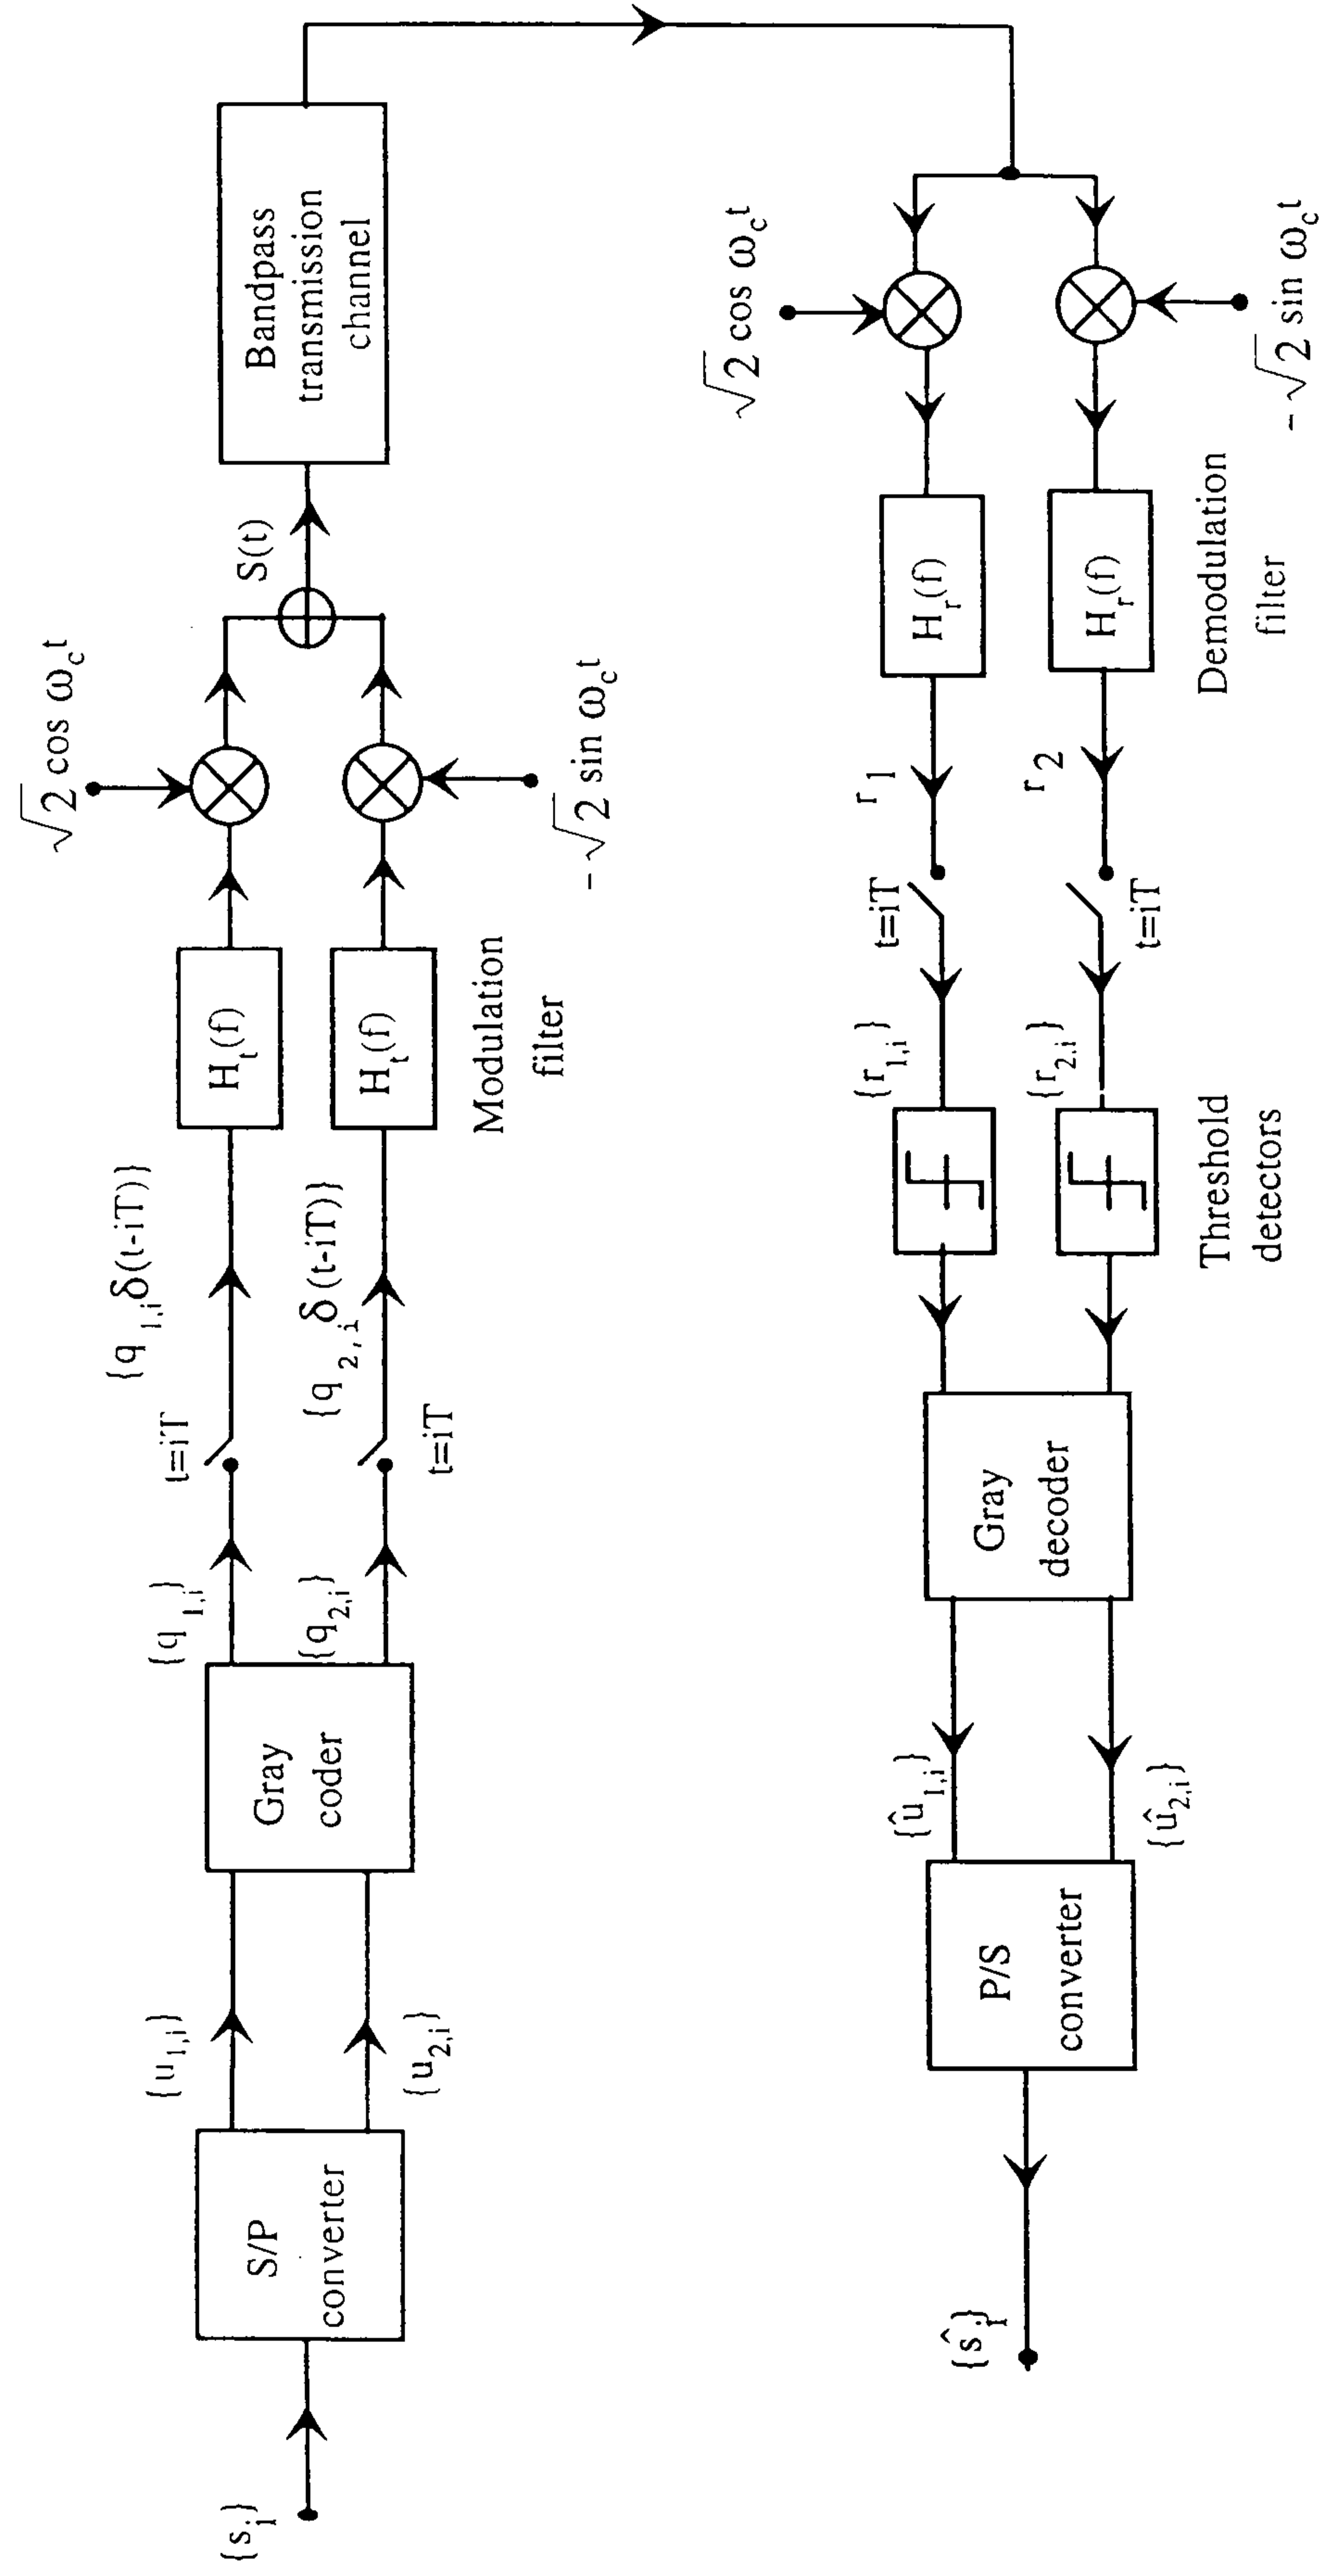 {s_i}
S/P
converter
{u_1,i}
{u_2,i}
Gray
coder
{q_1,i}
{q_2,i}
t=iT
t=iT
{q_1,i δ(t-iT)}
{q_2,i δ(t-iT)}
H_t(f)
H_t(f)
Modulation
filter
√2 cos ω_c t
- √2 sin ω_c t
S(t)
Bandpass
transmission
channel
√2 cos ω_c t
- √2 sin ω_c t
H_r(f)
H_r(f)
Demodulation
filter
r_1
r_2
t=iT
t=iT
{r_1,i}
{r_2,i}
Threshold
detectors
Gray
decoder
{û_1,i}
{û_2,i}
P/S
converter
{ŝ_i}